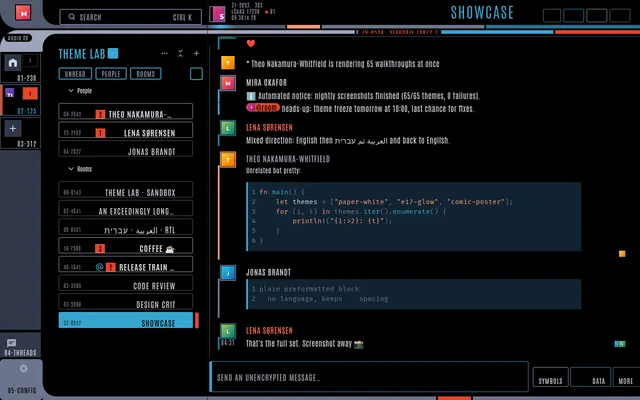 SEARCH
CTRL K
SHOWCASE
THEME LAB
UNREAD
PEOPLE
ROOMS
People
2 THEO NAKAMURA-…
1 LENA SØRENSEN
JONAS BRANDT
Rooms
THEME LAB · SANDBOX
AN EXCEEDINGLY LONG…
العربية · עברית · RTL
3 COFFEE ☕
@ 2 RELEASE TRAIN …
CODE REVIEW
DESIGN CRIT
SHOWCASE
01-238
02-125
03-312
04-THREADS
05-CONFIG
* Theo Nakamura-Whitfield is rendering 65 walkthroughs at once
MIRA OKAFOR
ℹ️ Automated notice: nightly screenshots finished (65/65 themes, 0 failures).
@room heads-up: theme freeze tomorrow at 10:00, last chance for fixes.
LENA SØRENSEN
Mixed direction: English then العربية ثم עברית and back to English.
THEO NAKAMURA-WHITFIELD
Unrelated but pretty:
1 fn main() {
2 let themes = ["paper-white", "e17-glow", "comic-poster"];
3 for (i, t) in themes.iter().enumerate() {
4 println!("{i:>2}: {t}");
5 }
6 }
JONAS BRANDT
1 plain preformatted block
2 no language, keeps spacing
LENA SØRENSEN
04:31 That's the full set. Screenshot away 📸
SEND AN UNENCRYPTED MESSAGE…
SYMBOLS
DATA
MORE